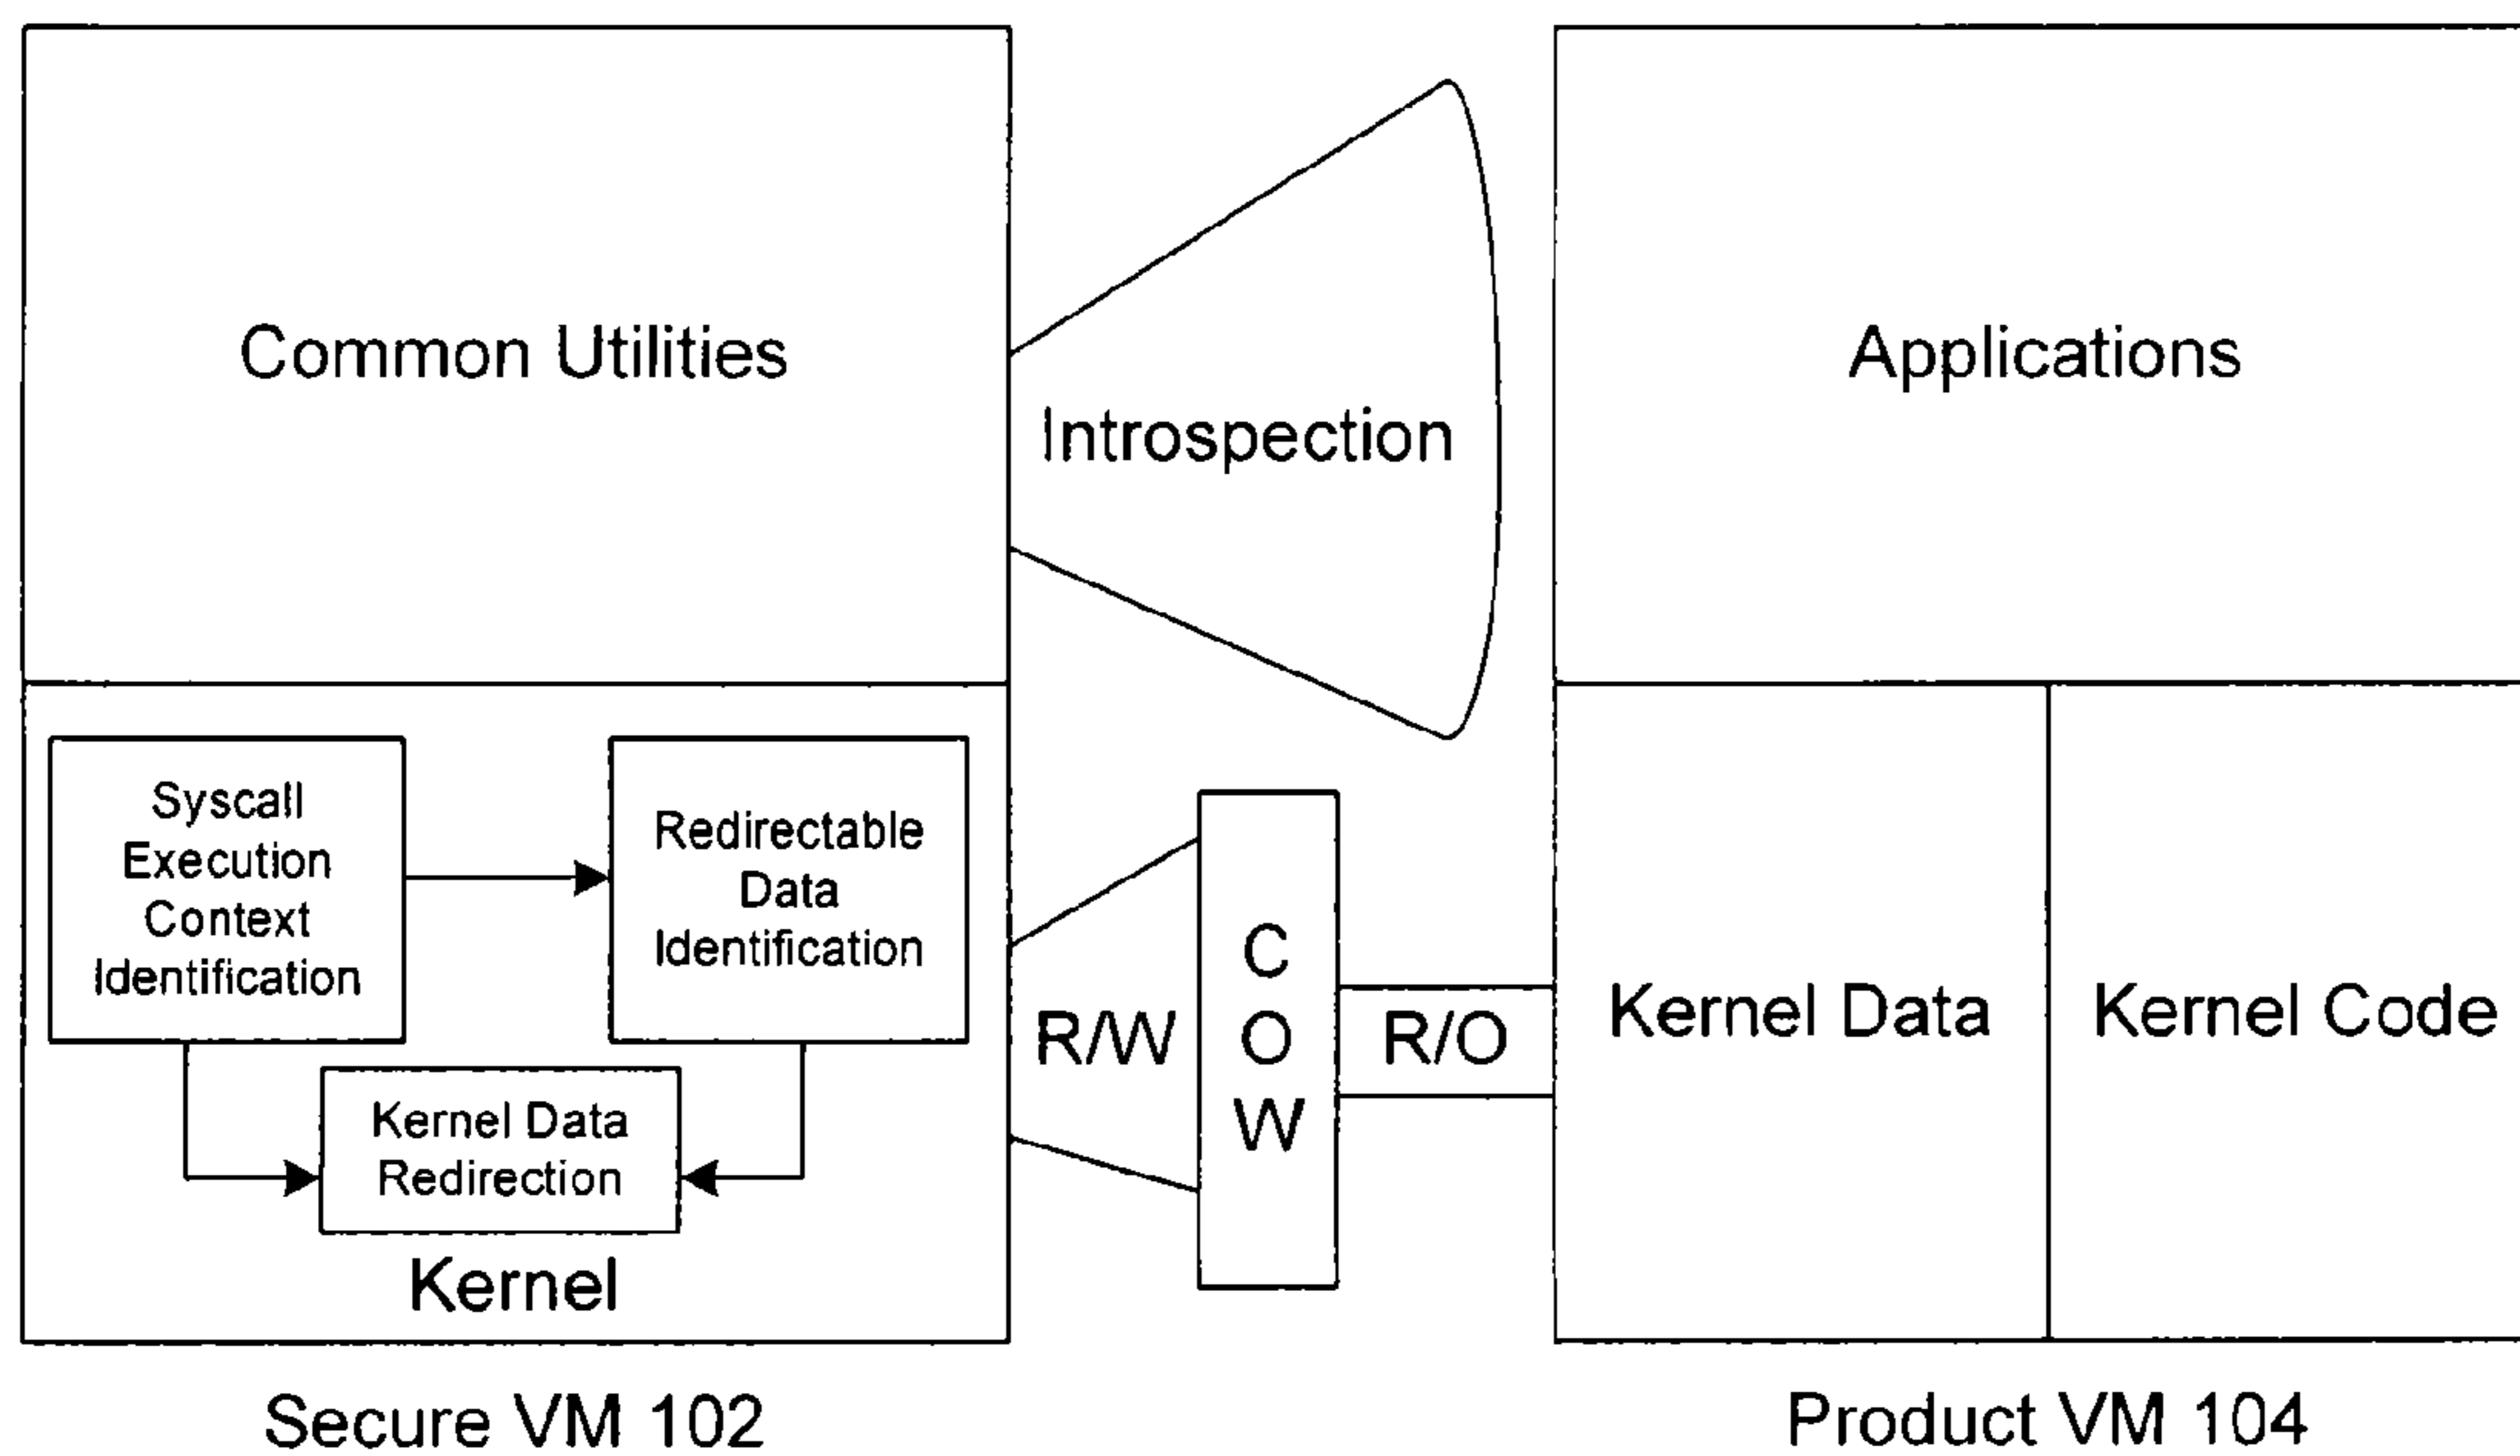 Common Utilities
Introspection
Applications
Syscall
Execution
Context
Identification
Redirectable
Data
Identification
Kernel Data
Redirection
Kernel
R/W
C
O
W
R/O
Kernel Data
Kernel Code
Secure VM 102
Product VM 104